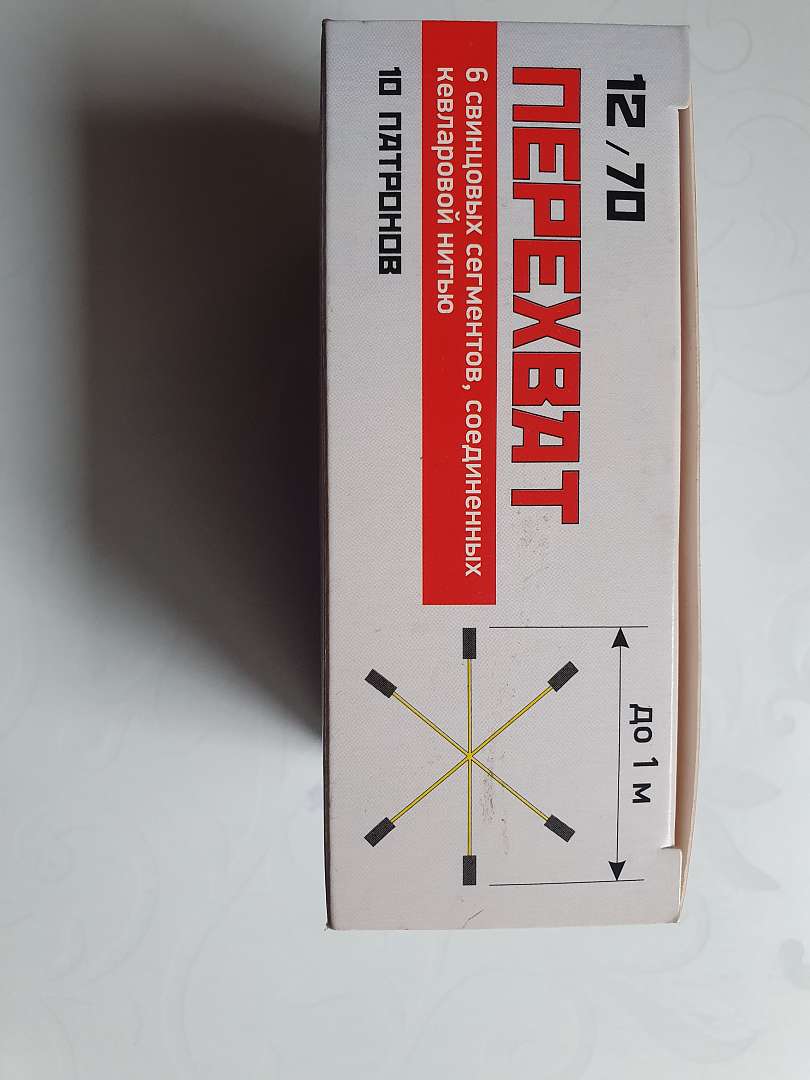 12 / 70
ПЕРЕХВАТ
6 свинцовых сегментов, соединенных
кевларовой нитью
10 ПАТРОНОВ
до 1 м